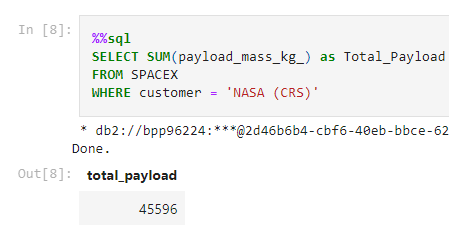 In [8]:
%%sql
SELECT SUM(payload_mass_kg_) as Total_Payload
FROM SPACEX
WHERE customer = 'NASA (CRS)'
* db2://bpp96224:***@2d46b6b4-cbf6-40eb-bbce-62
Done.
Out[8]:
total_payload
45596